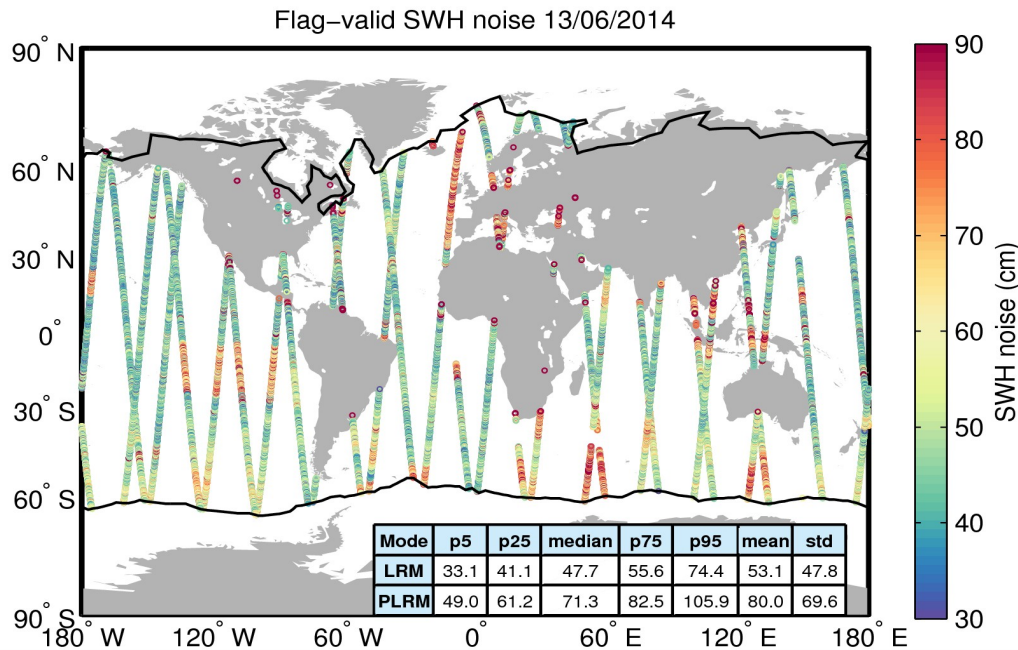 Flag–valid SWH noise 13/06/2014
90° N
60° N
30° N
0°
30° S
60° S
90° S
180° W
120° W
60° W
0°
60° E
120° E
180° E
Mode p5 p25 median p75 p95 mean std
LRM 33.1 41.1 47.7 55.6 74.4 53.1 47.8
PLRM 49.0 61.2 71.3 82.5 105.9 80.0 69.6
90
80
70
60
50
40
30
SWH noise (cm)